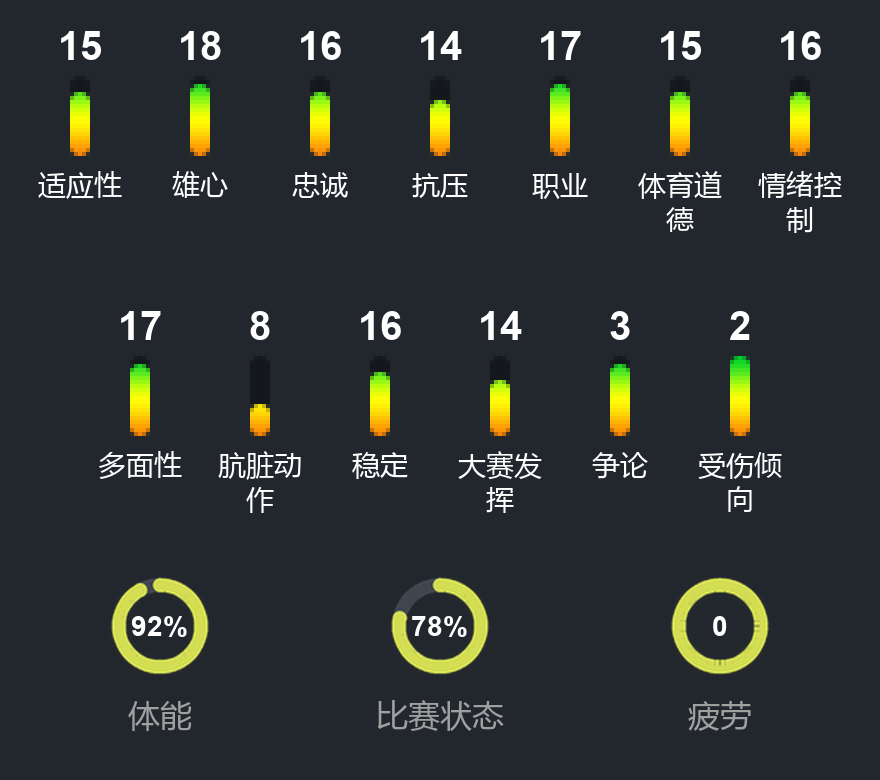 15 18 16 14 17 15 16
适应性 雄心 忠诚 抗压 职业 体育道 情绪控
德 制
17 8 16 14 3 2
多面性 肮脏动 稳定 大赛发 争论 受伤倾
作 挥 向
92% 78% 0
体能 比赛状态 疲劳